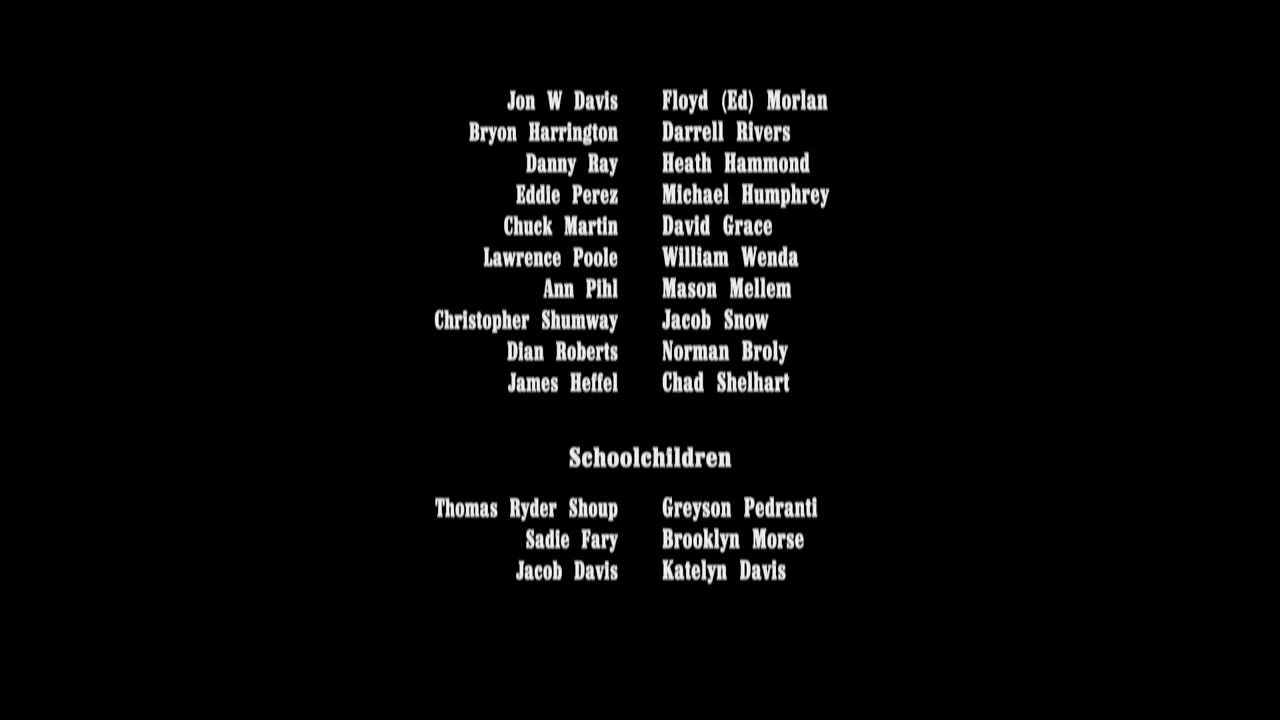 Jon W Davis Floyd (Ed) Morlan
Bryon Harrington Darrell Rivers
Danny Ray Heath Hammond
Eddie Perez Michael Humphrey
Chuck Martin David Grace
Lawrence Poole William Wenda
Ann Pihl Mason Mellem
Christopher Shumway Jacob Snow
Dian Roberts Norman Broly
James Heffel Chad Shelhart
Schoolchildren
Thomas Ryder Shoup Greyson Pedranti
Sadie Fary Brooklyn Morse
Jacob Davis Katelyn Davis